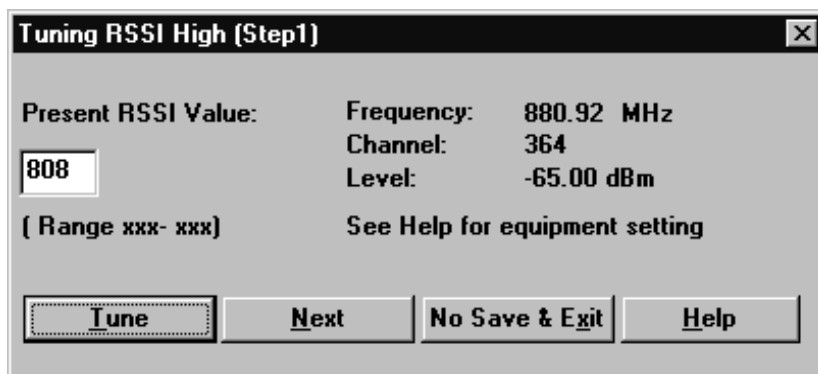 Tuning RSSI High (Step1)
Present RSSI Value:
808
( Range xxx- xxx)
Frequency: 880.92 MHz
Channel: 364
Level: -65.00 dBm
See Help for equipment setting
Tune Next No Save & Exit Help